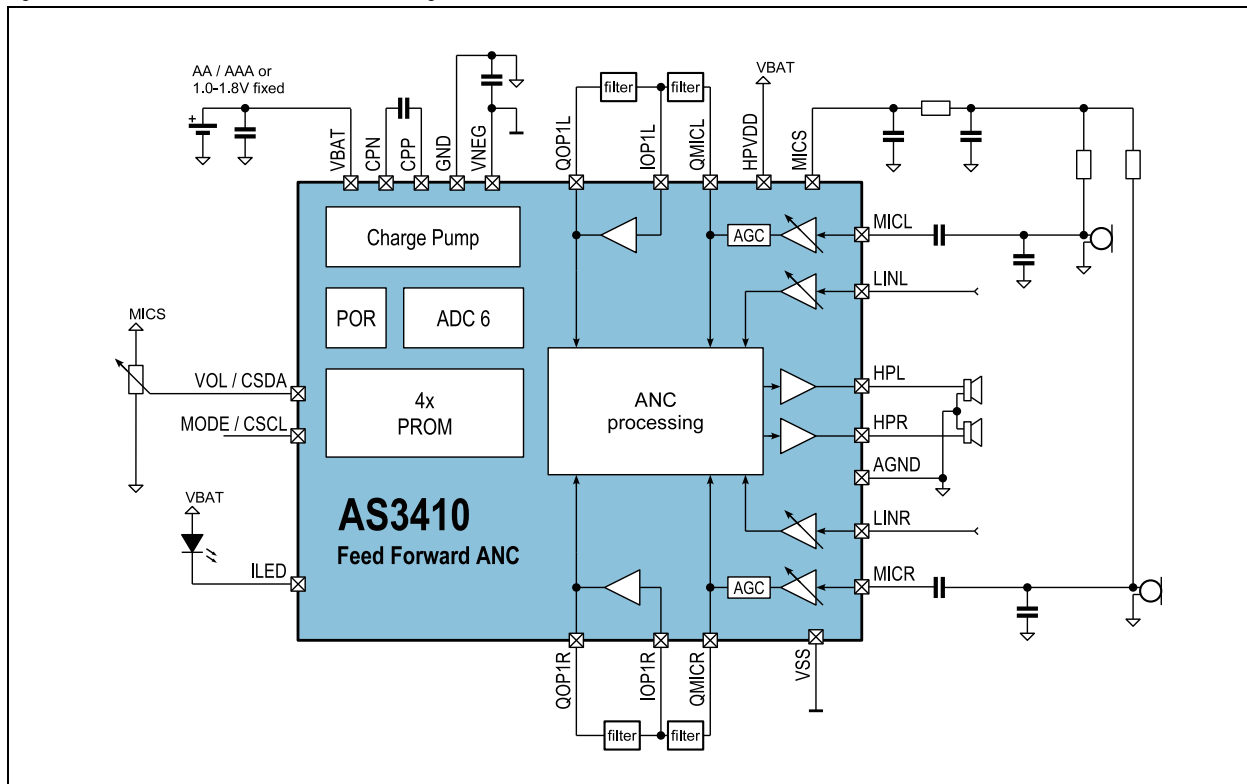 AA / AAA or
1.0-1.8V fixed
VBAT
CPN
CPP
GND
VNEG
QOP1L
filter
IOP1L
filter
QMICL
VBAT
HPVDD
MICS
Charge Pump
POR
ADC 6
4x
PROM
AGC
MICL
LINL
MICS
VOL / CSDA
MODE / CSCL
ANC
processing
HPL
HPR
AGND
LINR
AS3410
Feed Forward ANC
VBAT
ILED
AGC
MICR
QOP1R
filter
IOP1R
filter
QMICR
VSS